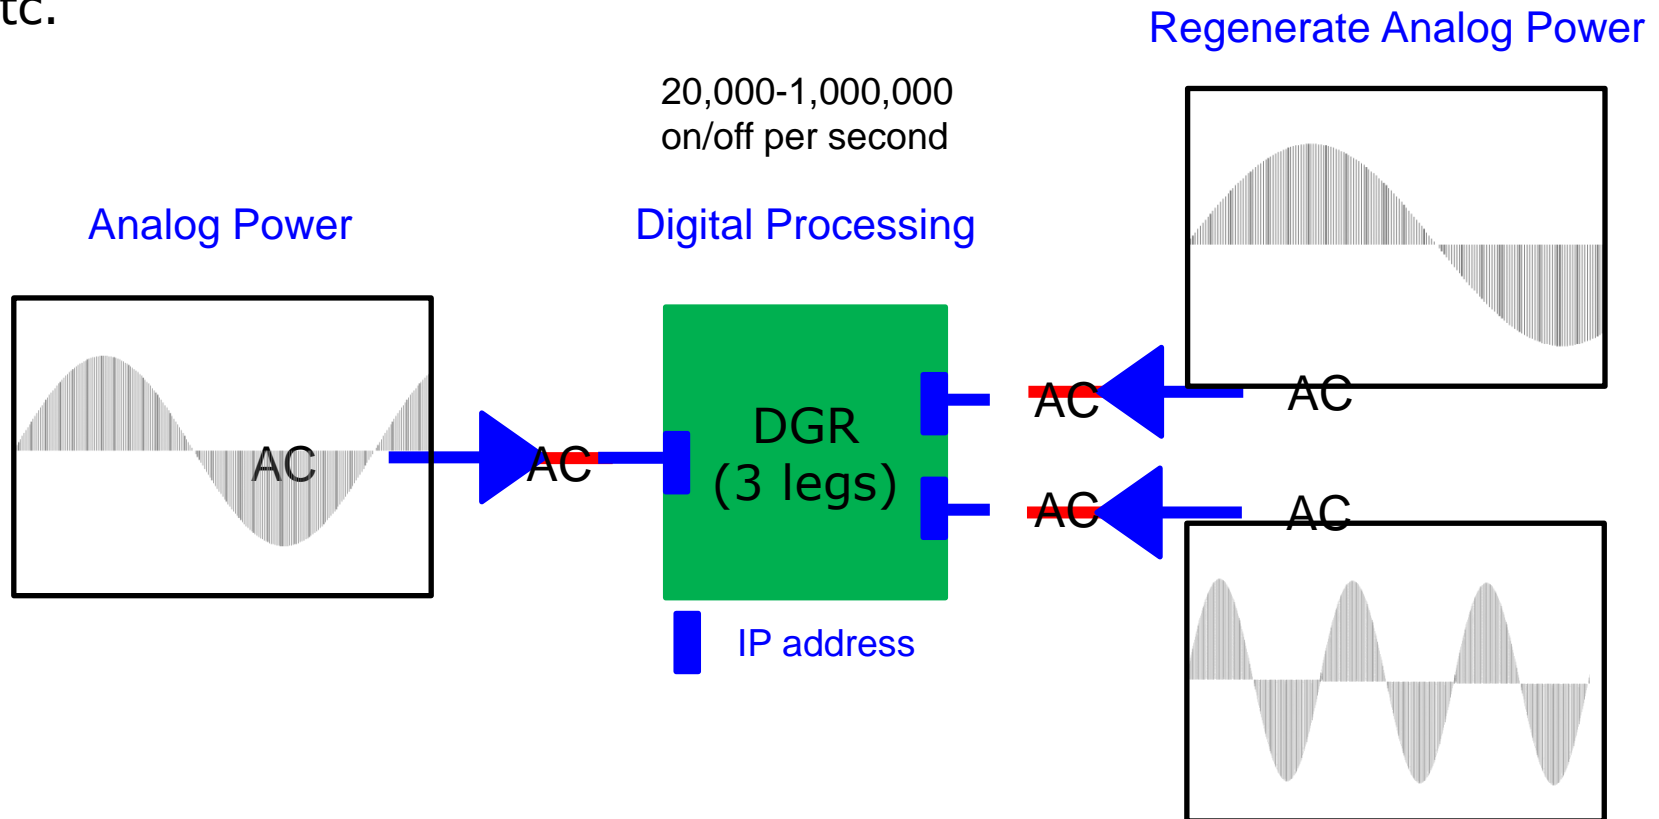 tc.
Regenerate Analog Power
20,000-1,000,000
on/off per second
Analog Power
Digital Processing
AC
AC
DGR
(3 legs)
AC
AC
AC
AC
IP address